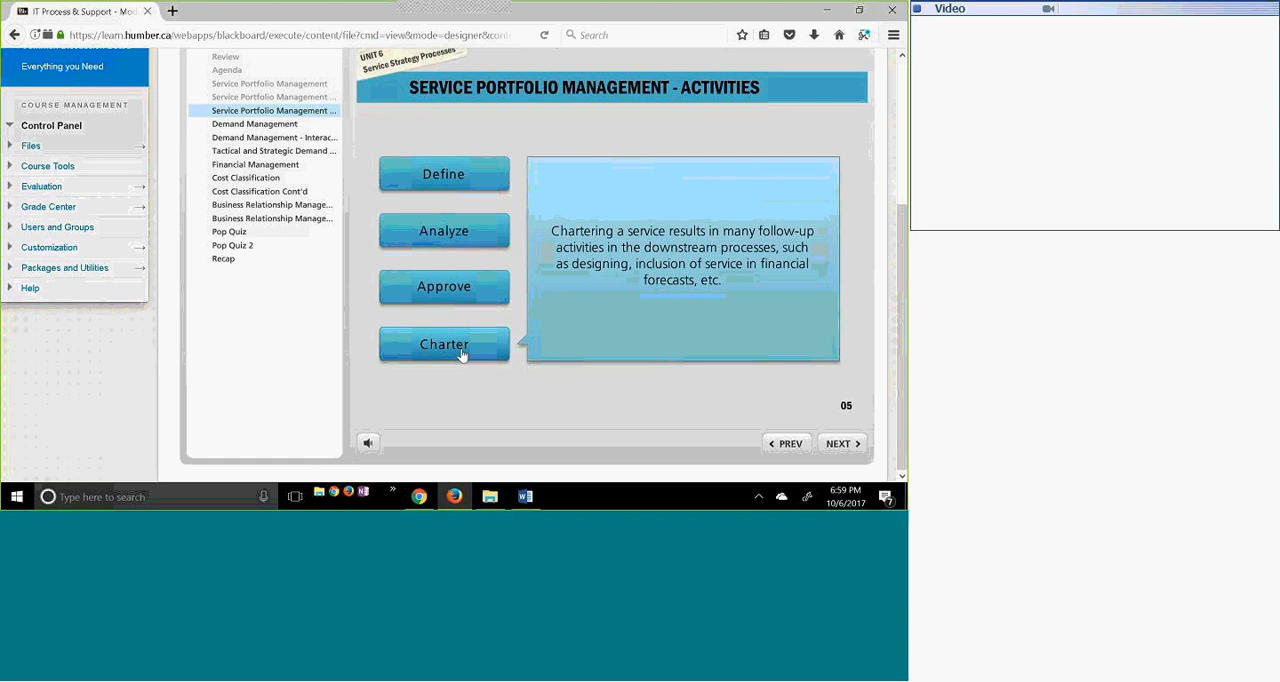 IT Process & Support - Mod
Video
https://learn.humber.ca/webapps/blackboard/execute/content/file?cmd=view&mode=designer&cont
Search
Everything you Need
COURSE MANAGEMENT
Control Panel
Files
Course Tools
Evaluation
Grade Center
Users and Groups
Customization
Packages and Utilities
Help
Review
Agenda
Service Portfolio Management
Service Portfolio Management ...
Service Portfolio Management ...
Demand Management
Demand Management - Interac...
Tactical and Strategic Demand ...
Financial Management
Cost Classification
Cost Classification Cont'd
Business Relationship Manage...
Business Relationship Manage...
Pop Quiz
Pop Quiz 2
Recap
UNIT 6
Service Strategy Processes
SERVICE PORTFOLIO MANAGEMENT - ACTIVITIES
Define
Analyze
Approve
Charter
Chartering a service results in many follow-up
activities in the downstream processes, such
as designing, inclusion of service in financial
forecasts, etc.
05
PREV
NEXT
Type here to search
6:59 PM
10/6/2017
7